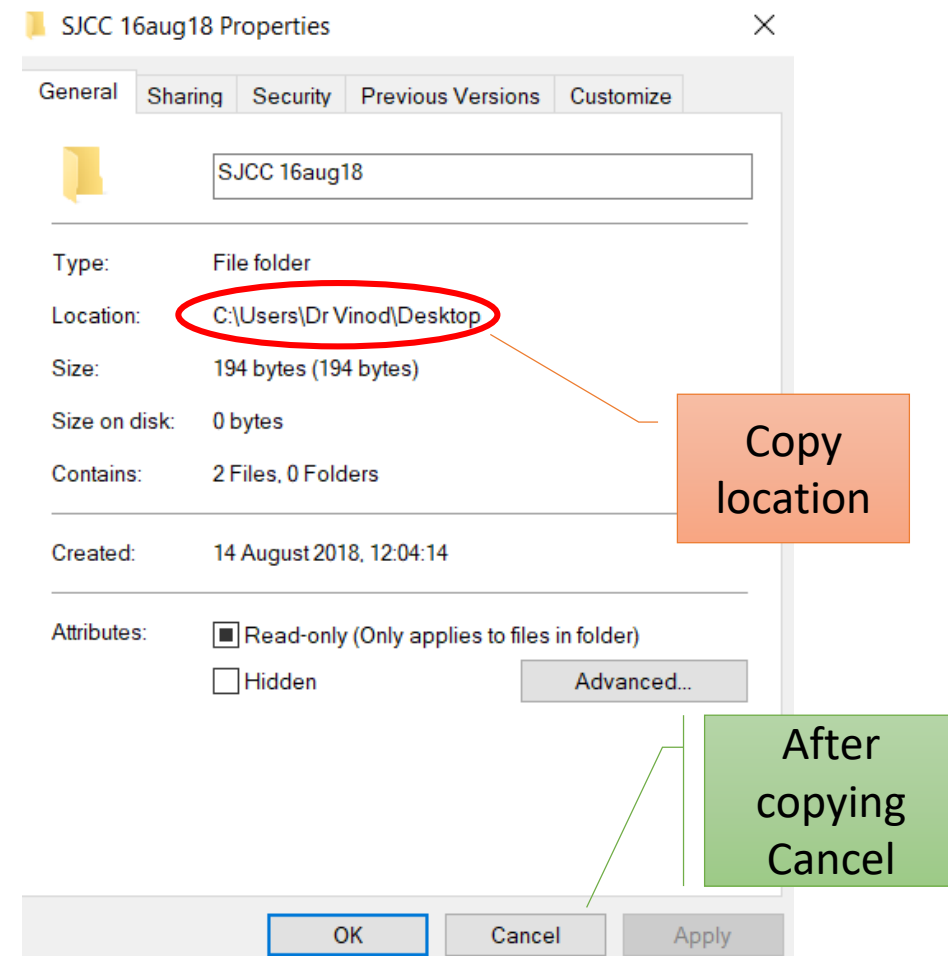 SJCC 16aug18 Properties
General Sharing Security Previous Versions Customize
SJCC 16aug18
Type: File folder
Location: C:\Users\Dr Vinod\Desktop
Size: 194 bytes (194 bytes)
Size on disk: 0 bytes
Contains: 2 Files, 0 Folders
Copy
location
Created: 14 August 2018, 12:04:14
Attributes: Read-only (Only applies to files in folder)
Hidden Advanced...
After
copying
Cancel
OK Cancel Apply